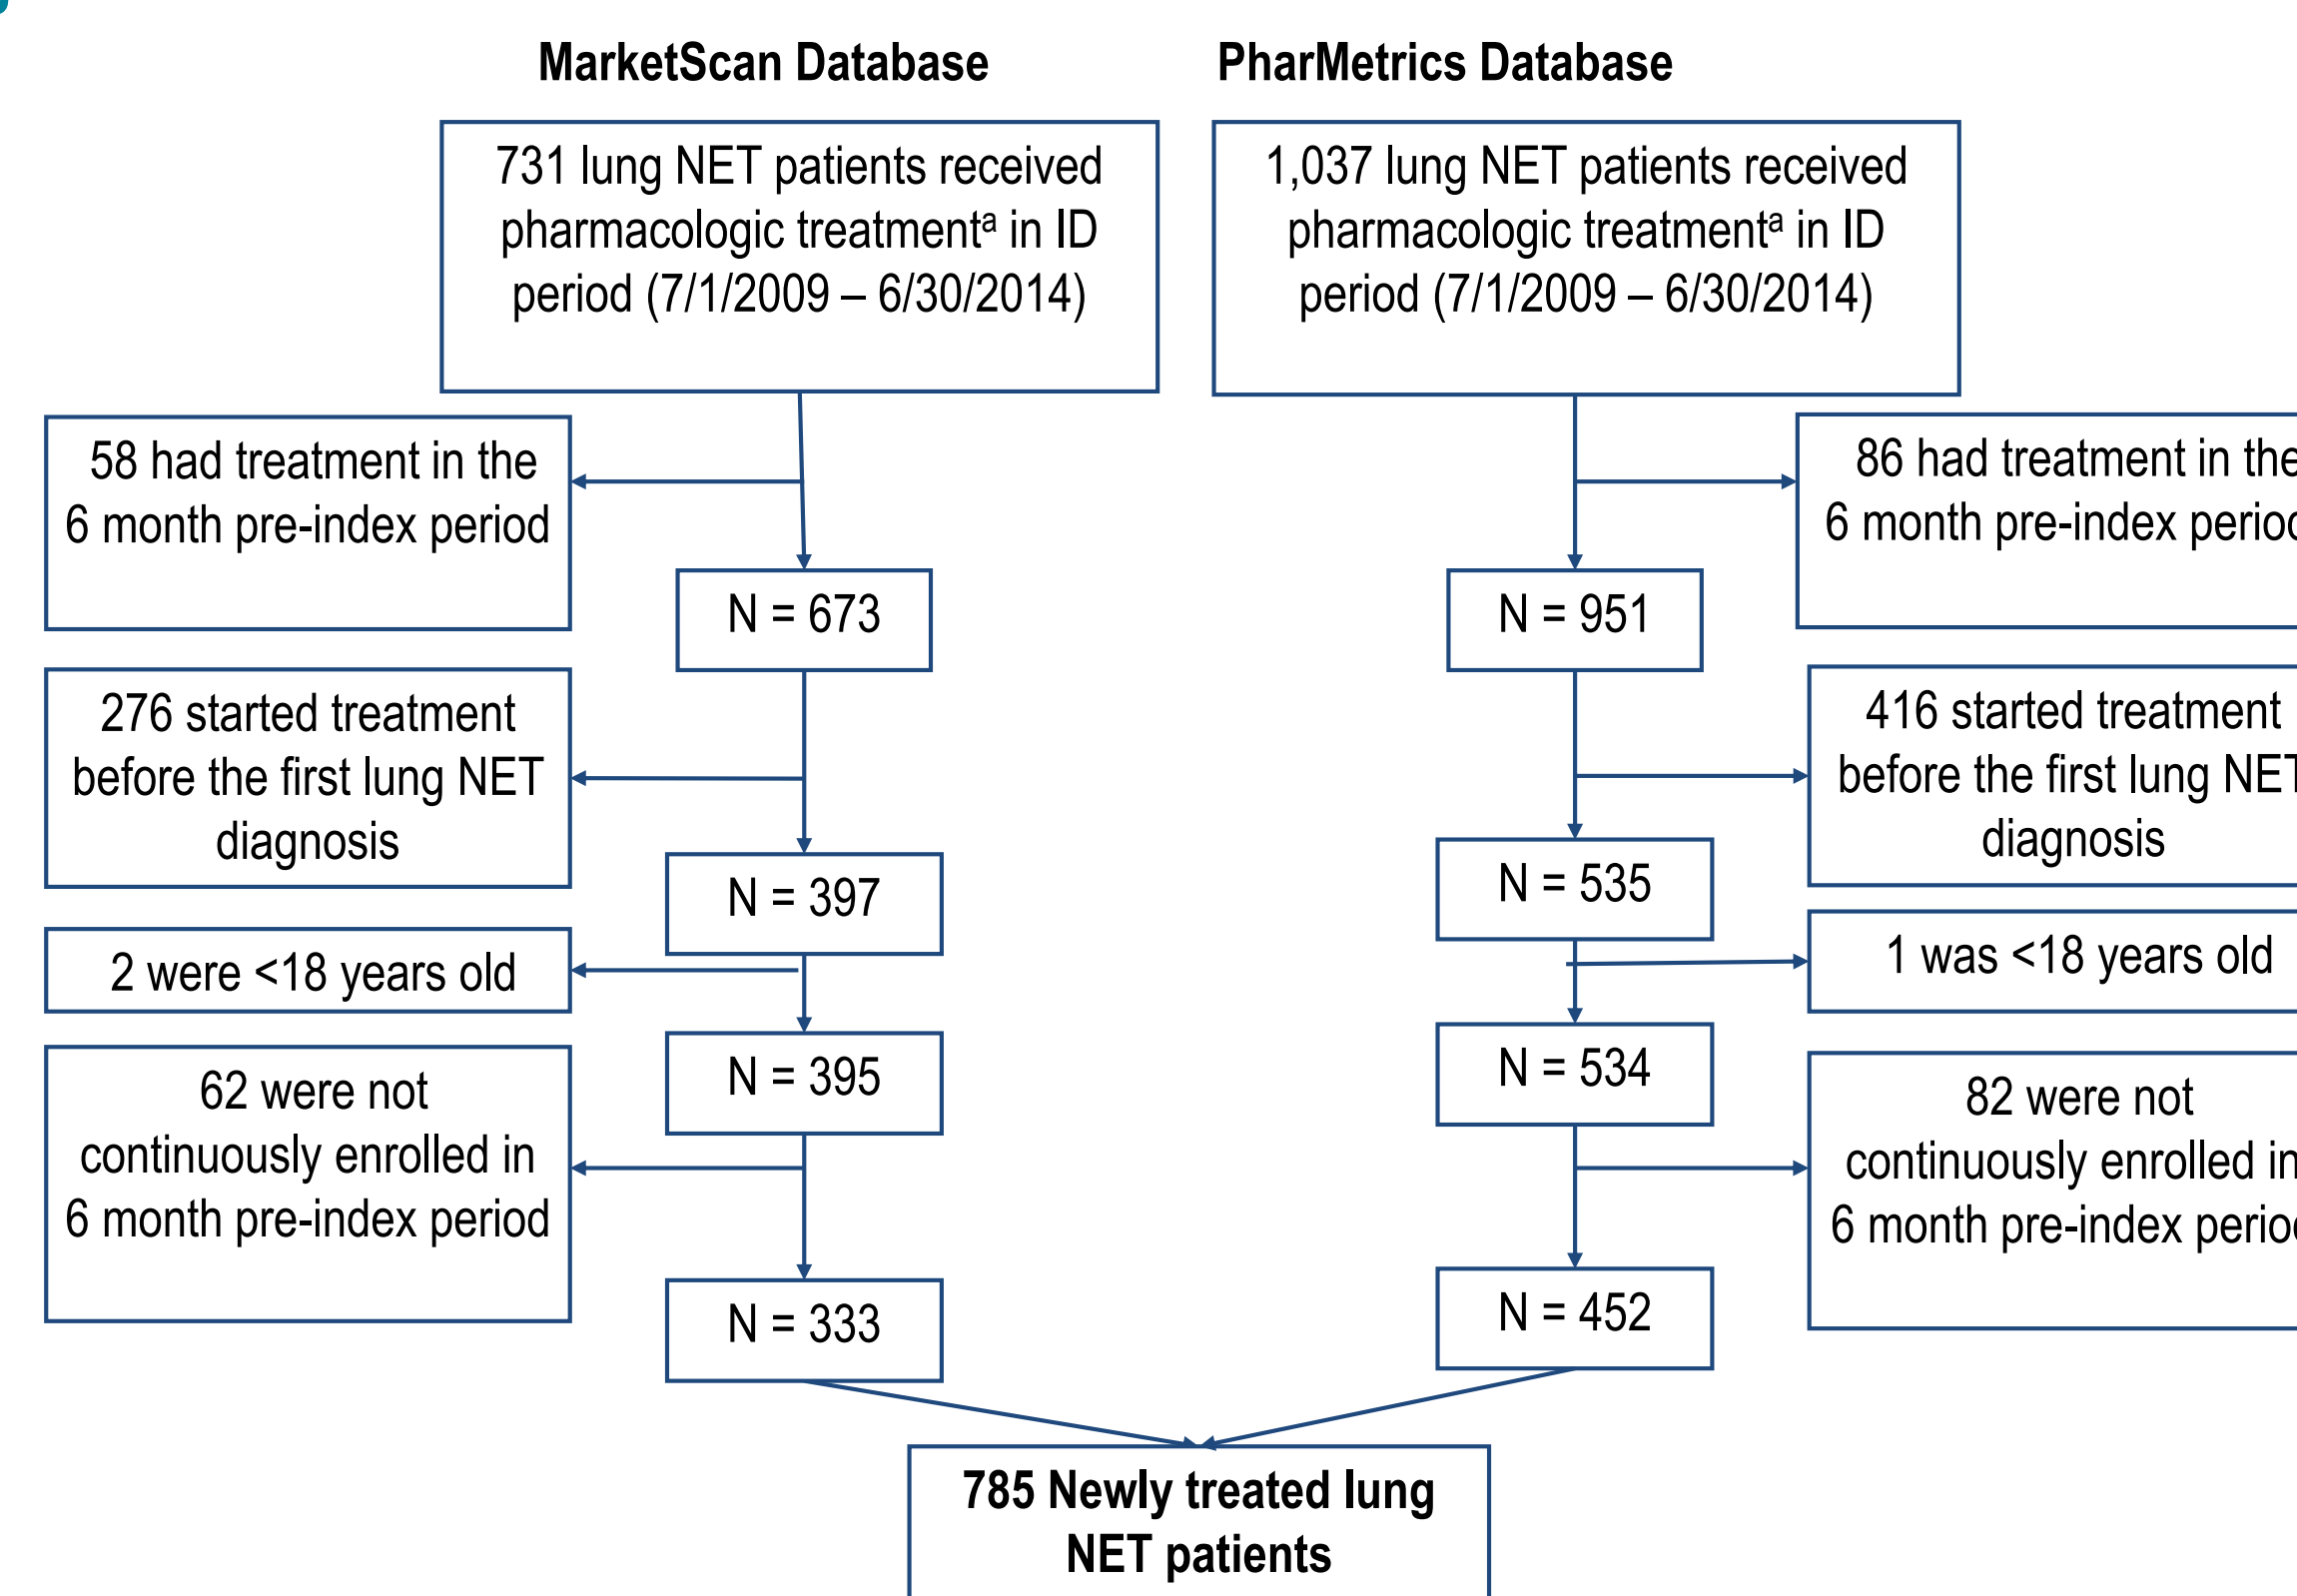 MarketScan Database
PharMetrics Database
731 lung NET patients received
pharmacologic treatmentª in ID
period (7/1/2009 – 6/30/2014)
1,037 lung NET patients received
pharmacologic treatmentª in ID
period (7/1/2009 – 6/30/2014)
58 had treatment in the
6 month pre-index period
86 had treatment in the
6 month pre-index period
N = 673
N = 951
276 started treatment
before the first lung NET
diagnosis
416 started treatment
before the first lung NET
diagnosis
N = 397
N = 535
2 were <18 years old
1 was <18 years old
N = 395
N = 534
62 were not
continuously enrolled in
6 month pre-index period
82 were not
continuously enrolled in
6 month pre-index period
N = 333
N = 452
785 Newly treated lung
NET patients